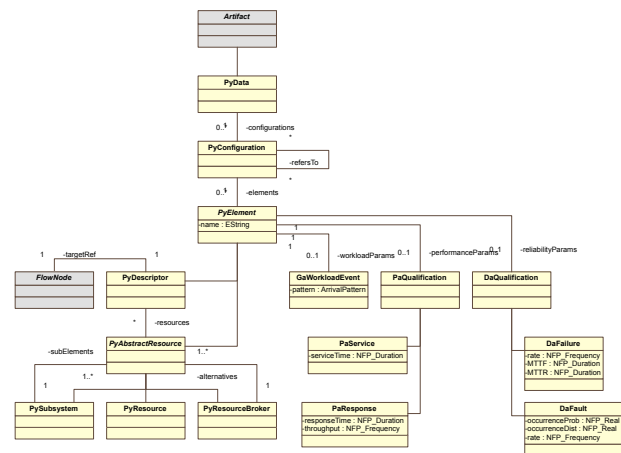 Artifact
PyData
0..1
-configurations
*
PyConfiguration
-refersTo
*
0..1
-elements
PyElement
-name : EString
1
1
1
0..1
-workloadParams
0..1
-performanceParams
0..1
-reliabilityParams
1
-targetRef
1
FlowNode
PyDescriptor
GaWorkloadEvent
-pattern : ArrivalPattern
PaQualification
DaQualification
*
-resources
PyAbstractResource
-subElements
1..*
1
1..*
-alternatives
1
PySubsystem
PyResource
PyResourceBroker
PaService
-serviceTime : NFP_Duration
DaFailure
-rate : NFP_Frequency
-MTTF : NFP_Duration
-MTTR : NFP_Duration
PaResponse
-responseTime : NFP_Duration
-throughput : NFP_Frequency
DaFault
-occurrenceProb : NFP_Real
-occurrenceDist : NFP_Real
-rate : NFP_Frequency